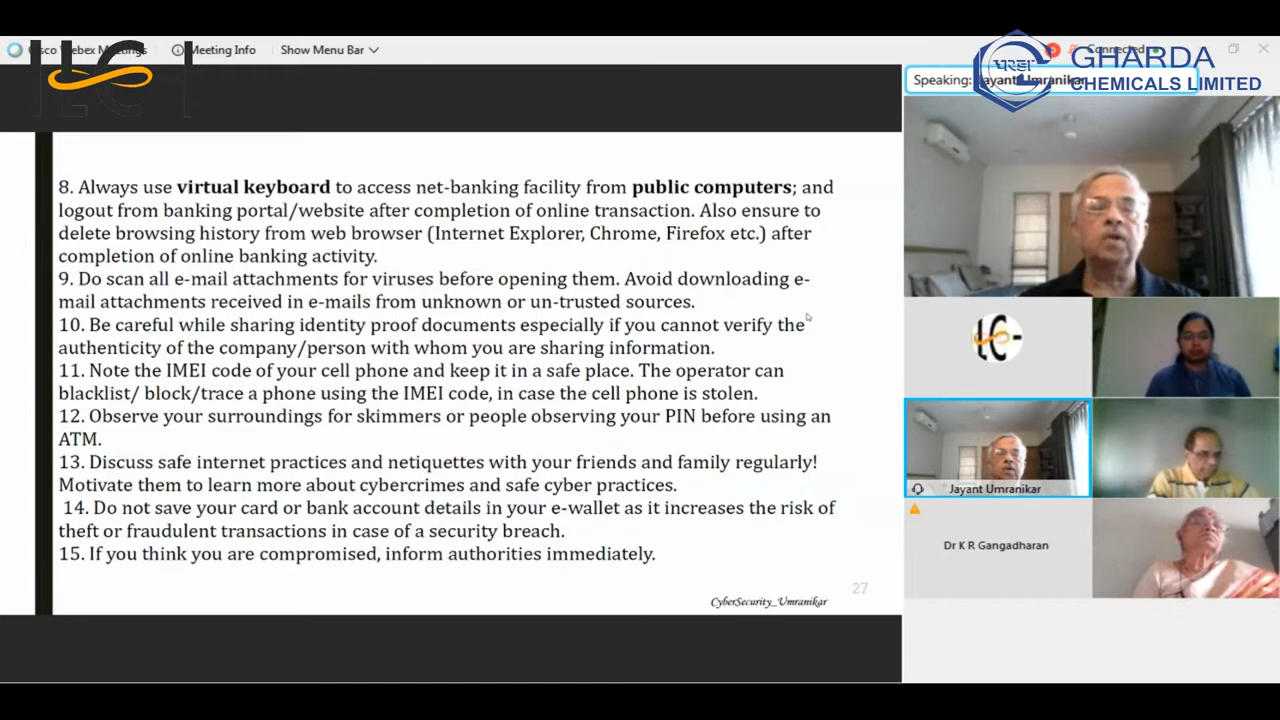 Cisco Webex Meetings
Meeting Info
Show Menu Bar
Connected
ILC
GHARDA
CHEMICALS LIMITED
घरडा
Speaking: Jayant Umranikar
8. Always use virtual keyboard to access net-banking facility from public computers; and
logout from banking portal/website after completion of online transaction. Also ensure to
delete browsing history from web browser (Internet Explorer, Chrome, Firefox etc.) after
completion of online banking activity.
9. Do scan all e-mail attachments for viruses before opening them. Avoid downloading e-
mail attachments received in e-mails from unknown or un-trusted sources.
10. Be careful while sharing identity proof documents especially if you cannot verify the
authenticity of the company/person with whom you are sharing information.
11. Note the IMEI code of your cell phone and keep it in a safe place. The operator can
blacklist/ block/trace a phone using the IMEI code, in case the cell phone is stolen.
12. Observe your surroundings for skimmers or people observing your PIN before using an
ATM.
13. Discuss safe internet practices and netiquettes with your friends and family regularly!
Motivate them to learn more about cybercrimes and safe cyber practices.
14. Do not save your card or bank account details in your e-wallet as it increases the risk of
theft or fraudulent transactions in case of a security breach.
15. If you think you are compromised, inform authorities immediately.
27
CyberSecurity_Umranikar
Jayant Umranikar
Dr K R Gangadharan